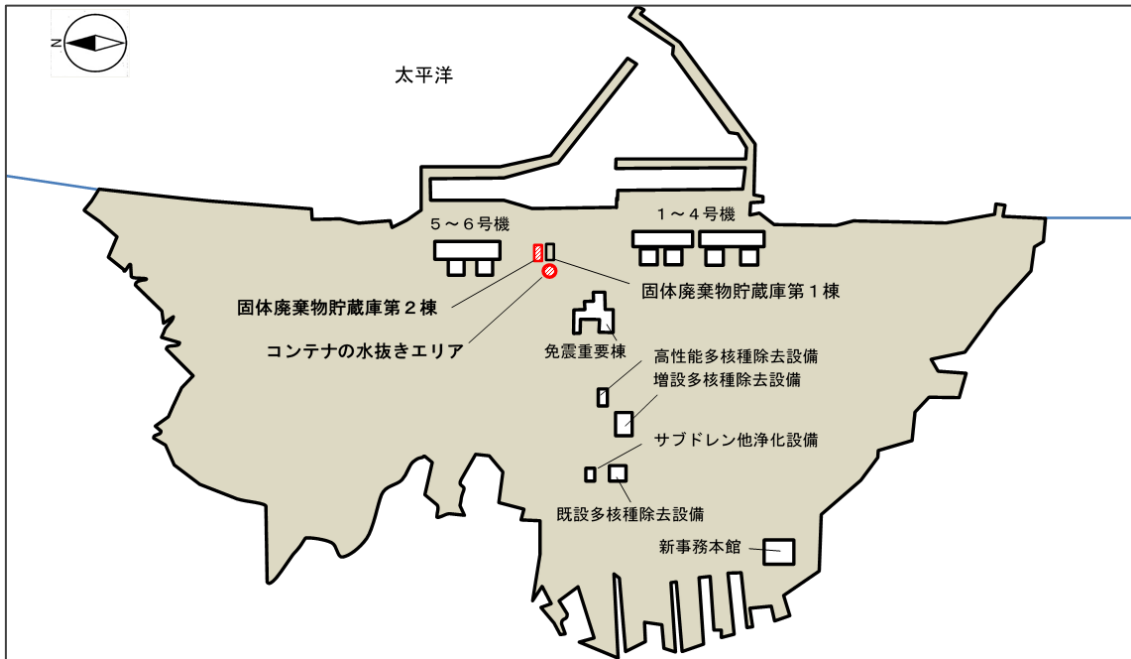 N
太平洋
5~6号機
1~4号機
固体廃棄物貯蔵庫第2棟
固体廃棄物貯蔵庫第1棟
コンテナの水抜きエリア
免震重要棟
高性能多核種除去設備
増設多核種除去設備
サブドレン他浄化設備
既設多核種除去設備
新事務本館